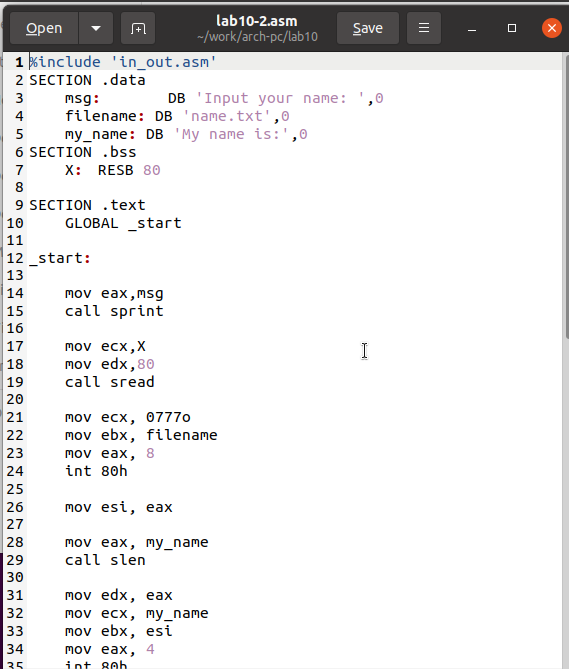 Open
lab10-2.asm
~/work/arch-pc/lab10
Save
1 %include 'in_out.asm'
2 SECTION .data
3     msg:        DB 'Input your name: ',0
4     filename: DB 'name.txt',0
5     my_name: DB 'My name is:',0
6 SECTION .bss
7     X:  RESB 80
8
9 SECTION .text
10     GLOBAL _start
11
12 _start:
13
14     mov eax,msg
15     call sprint
16
17     mov ecx,X
18     mov edx,80
19     call sread
20
21     mov ecx, 0777o
22     mov ebx, filename
23     mov eax, 8
24     int 80h
25
26     mov esi, eax
27
28     mov eax, my_name
29     call slen
30
31     mov edx, eax
32     mov ecx, my_name
33     mov ebx, esi
34     mov eax, 4
35     int 80h